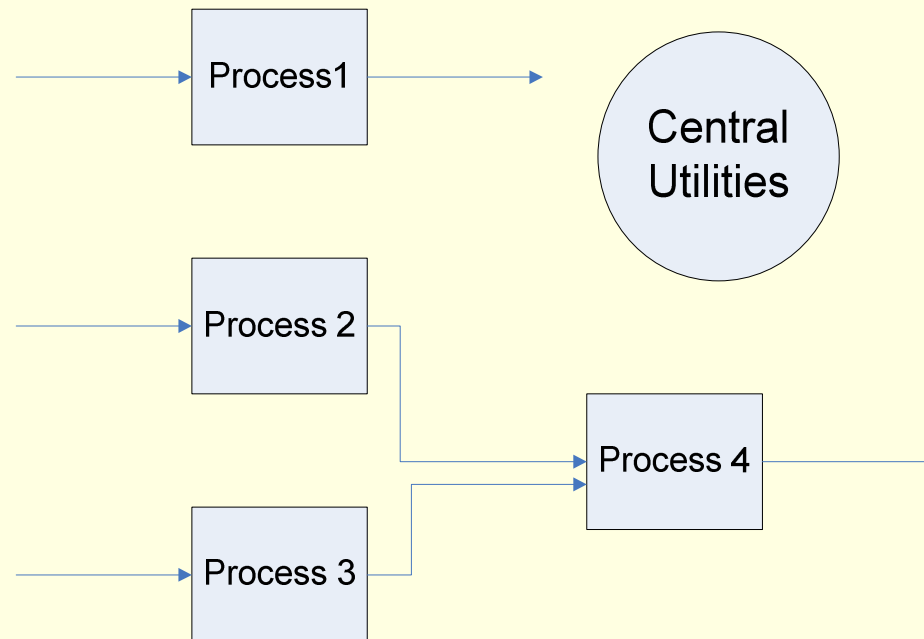 Process1
Central
Utilities
Process 2
Process 4
Process 3